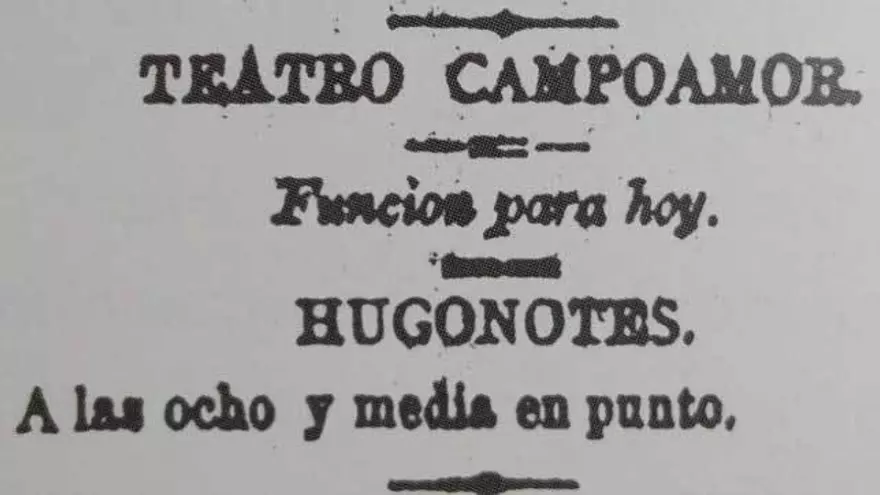 TEATRO CAMPOAMOR.
Funcion para hoy.
HUGONOTES.
A las ocho y media en punto.